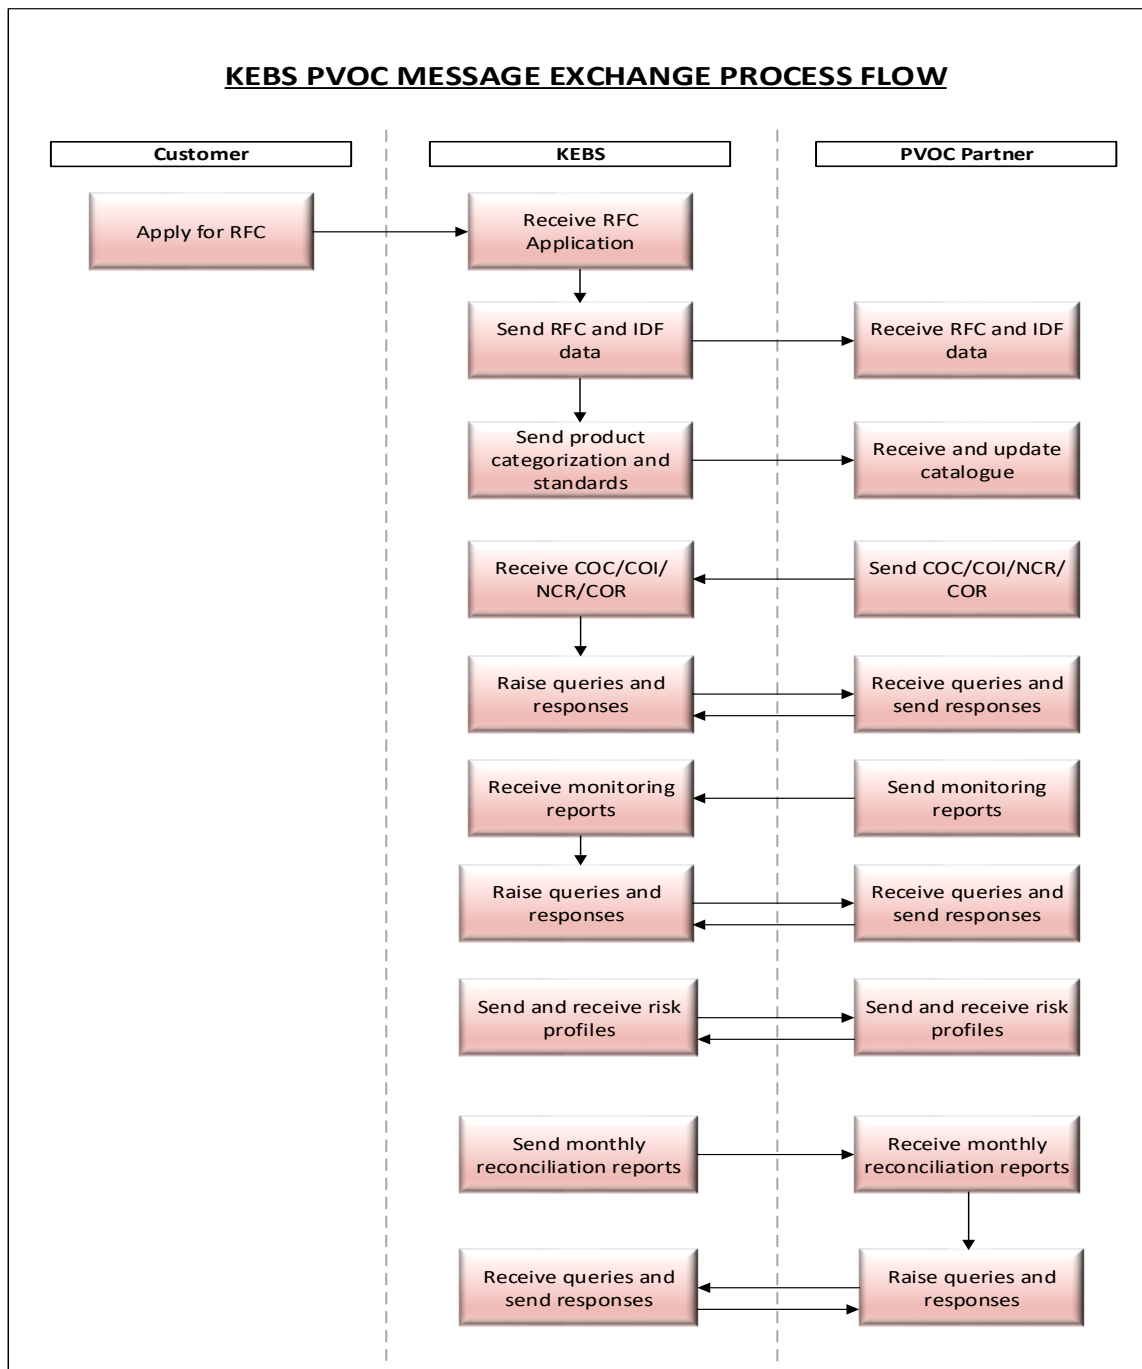 KEBS PVOC MESSAGE EXCHANGE PROCESS FLOW
Customer
KEBS
PVOC Partner
Apply for RFC
Receive RFC
Application
Send RFC and IDF
data
Receive RFC and IDF
data
Send product
categorization and
standards
Receive and update
catalogue
Receive COC/COI/
NCR/COR
Send COC/COI/NCR/
COR
Raise queries and
responses
Receive queries and
send responses
Receive monitoring
reports
Send monitoring
reports
Raise queries and
responses
Receive queries and
send responses
Send and receive risk
profiles
Send and receive risk
profiles
Send monthly
reconciliation reports
Receive monthly
reconciliation reports
Receive queries and
send responses
Raise queries and
responses